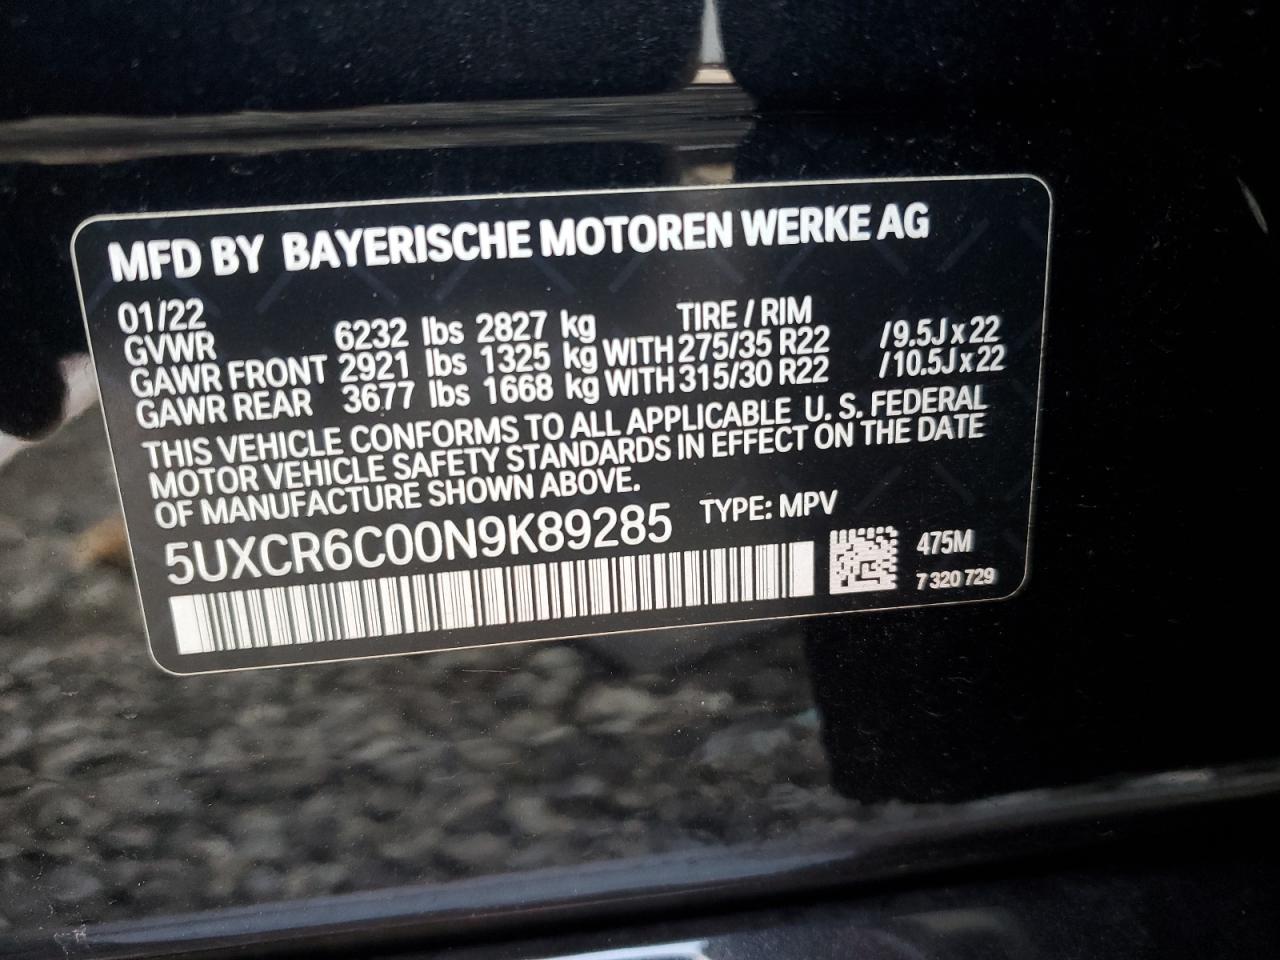 MFD BY BAYERISCHE MOTOREN WERKE AG
01/22 TIRE / RIM
GVWR 6232 lbs 2827 kg
GAWR FRONT 2921 lbs 1325 kg WITH 275/35 R22 /9.5J x 22
GAWR REAR 3677 lbs 1668 kg WITH 315/30 R22 /10.5J x 22
THIS VEHICLE CONFORMS TO ALL APPLICABLE U. S. FEDERAL
MOTOR VEHICLE SAFETY STANDARDS IN EFFECT ON THE DATE
OF MANUFACTURE SHOWN ABOVE.
5UXCR6C00N9K89285 TYPE: MPV
475M
7 320 729